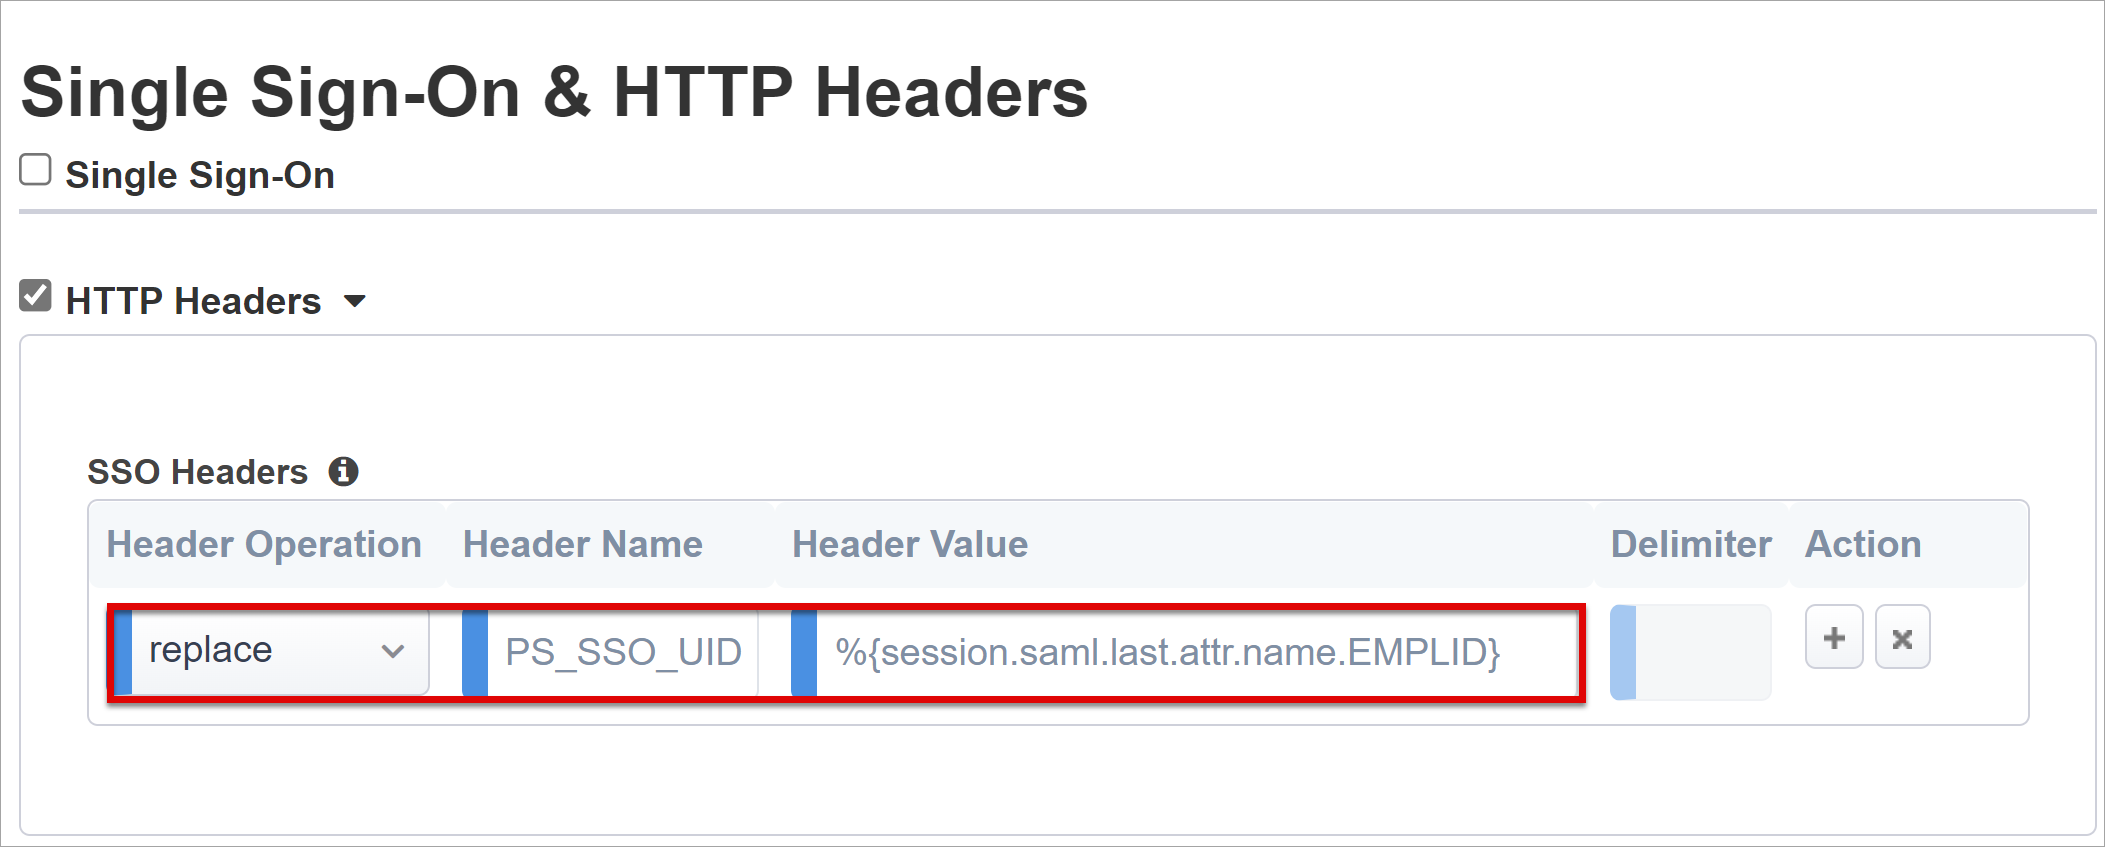 Single Sign-On & HTTP Headers
Single Sign-On
HTTP Headers
SSO Headers
Header Operation Header Name Header Value Delimiter Action
replace PS_SSO_UID %{session.saml.last.attr.name.EMPLID}